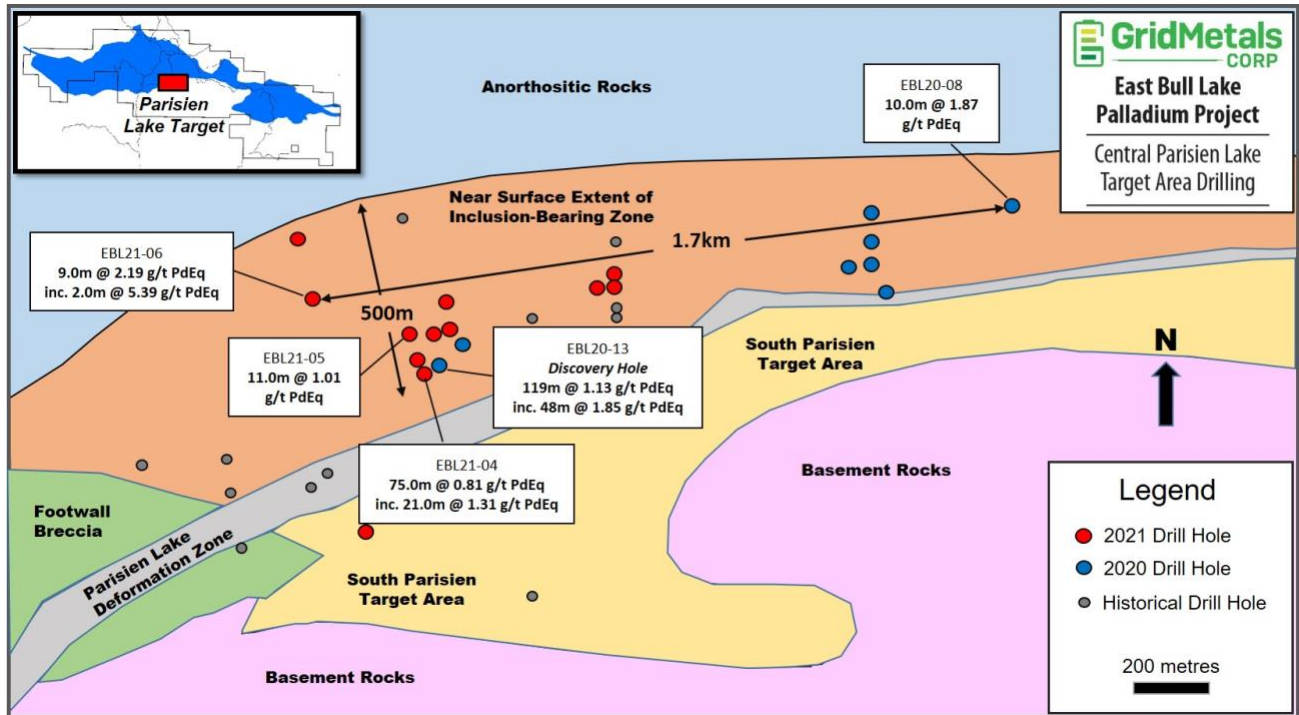 Parisien
Lake Target
GridMetals
CORP
East Bull Lake
Palladium Project
Central Parisien Lake
Target Area Drilling
Anorthositic Rocks
EBL20-08
10.0m @ 1.87
g/t PdEq
Near Surface Extent of
Inclusion-Bearing Zone
1.7km
EBL21-06
9.0m @ 2.19 g/t PdEq
inc. 2.0m @ 5.39 g/t PdEq
500m
EBL21-05
11.0m @ 1.01
g/t PdEq
EBL20-13
Discovery Hole
119m @ 1.13 g/t PdEq
inc. 48m @ 1.85 g/t PdEq
South Parisien
Target Area
N
EBL21-04
75.0m @ 0.81 g/t PdEq
inc. 21.0m @ 1.31 g/t PdEq
Basement Rocks
Footwall
Breccia
Parisien Lake
Deformation Zone
South Parisien
Target Area
Basement Rocks
Legend
2021 Drill Hole
2020 Drill Hole
Historical Drill Hole
200 metres